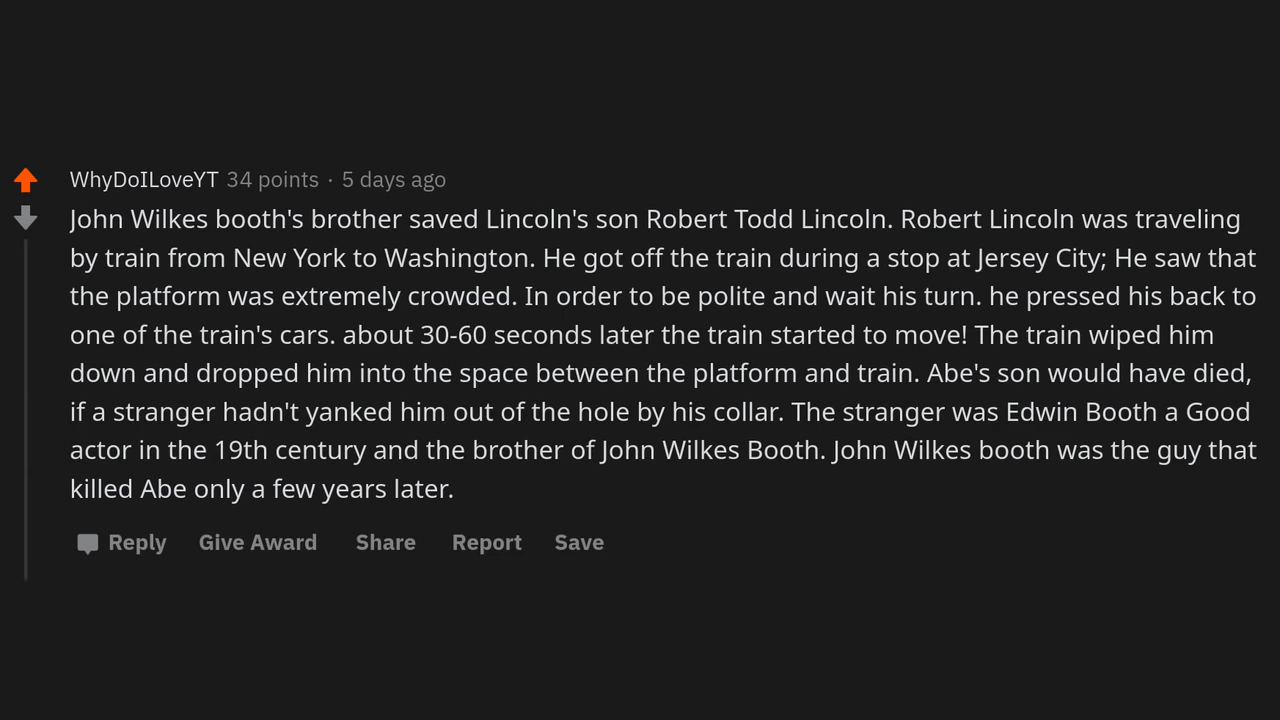 WhyDoILoveYT 34 points · 5 days ago
John Wilkes booth's brother saved Lincoln's son Robert Todd Lincoln. Robert Lincoln was traveling
by train from New York to Washington. He got off the train during a stop at Jersey City; He saw that
the platform was extremely crowded. In order to be polite and wait his turn. he pressed his back to
one of the train's cars. about 30-60 seconds later the train started to move! The train wiped him
down and dropped him into the space between the platform and train. Abe's son would have died,
if a stranger hadn't yanked him out of the hole by his collar. The stranger was Edwin Booth a Good
actor in the 19th century and the brother of John Wilkes Booth. John Wilkes booth was the guy that
killed Abe only a few years later.
Reply Give Award Share Report Save